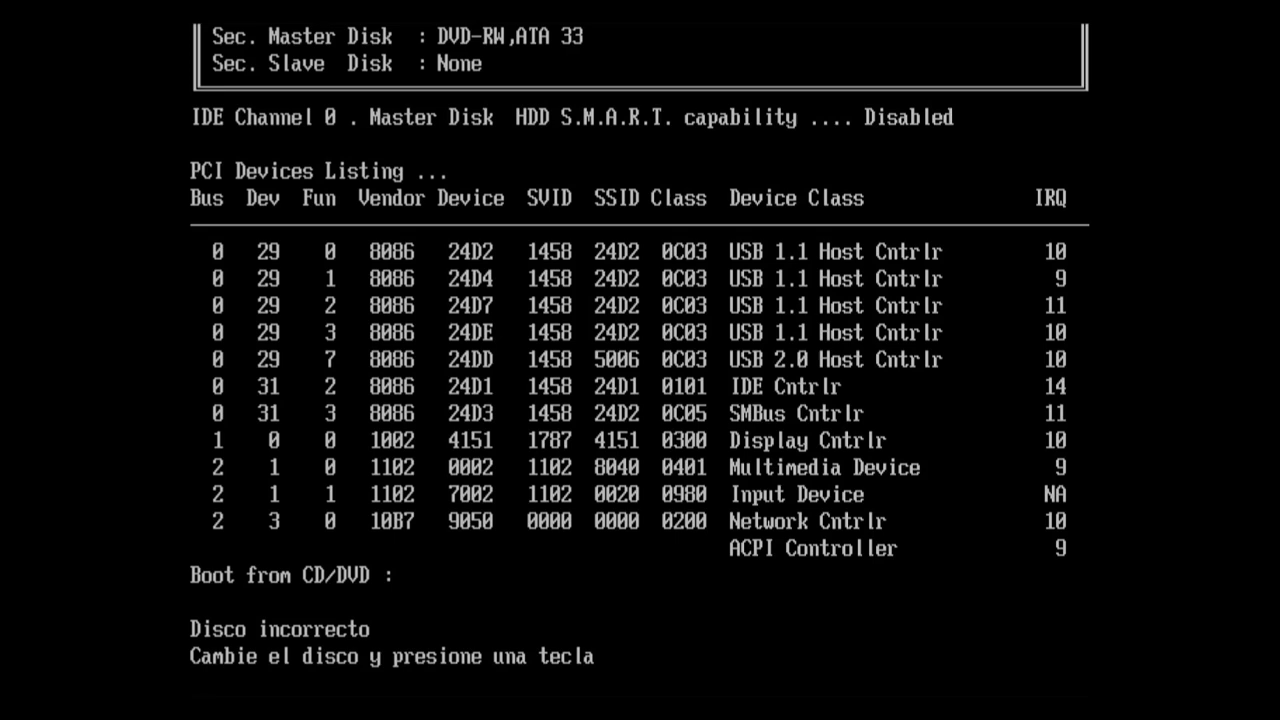 Sec. Master Disk : DVD-RW,ATA 33
Sec. Slave Disk : None
IDE Channel 0 . Master Disk HDD S.M.A.R.T. capability .... Disabled
PCI Devices Listing ...
Bus Dev Fun Vendor Device SVID SSID Class Device Class IRQ
0 29 0 8086 24D2 1458 24D2 0C03 USB 1.1 Host Cntrlr 10
0 29 1 8086 24D4 1458 24D2 0C03 USB 1.1 Host Cntrlr 9
0 29 2 8086 24D7 1458 24D2 0C03 USB 1.1 Host Cntrlr 11
0 29 3 8086 24DE 1458 24D2 0C03 USB 1.1 Host Cntrlr 10
0 29 7 8086 24DD 1458 5006 0C03 USB 2.0 Host Cntrlr 10
0 31 2 8086 24D1 1458 24D1 0101 IDE Cntrlr 14
0 31 3 8086 24D3 1458 24D2 0C05 SMBus Cntrlr 11
1 0 0 1002 4151 1787 4151 0300 Display Cntrlr 10
2 1 0 1102 0002 1102 8040 0401 Multimedia Device 9
2 1 1 1102 7002 1102 0020 0980 Input Device NA
2 3 0 10B7 9050 0000 0000 0200 Network Cntrlr 10
ACPI Controller 9
Boot from CD/DVD :
Disco incorrecto
Cambie el disco y presione una tecla